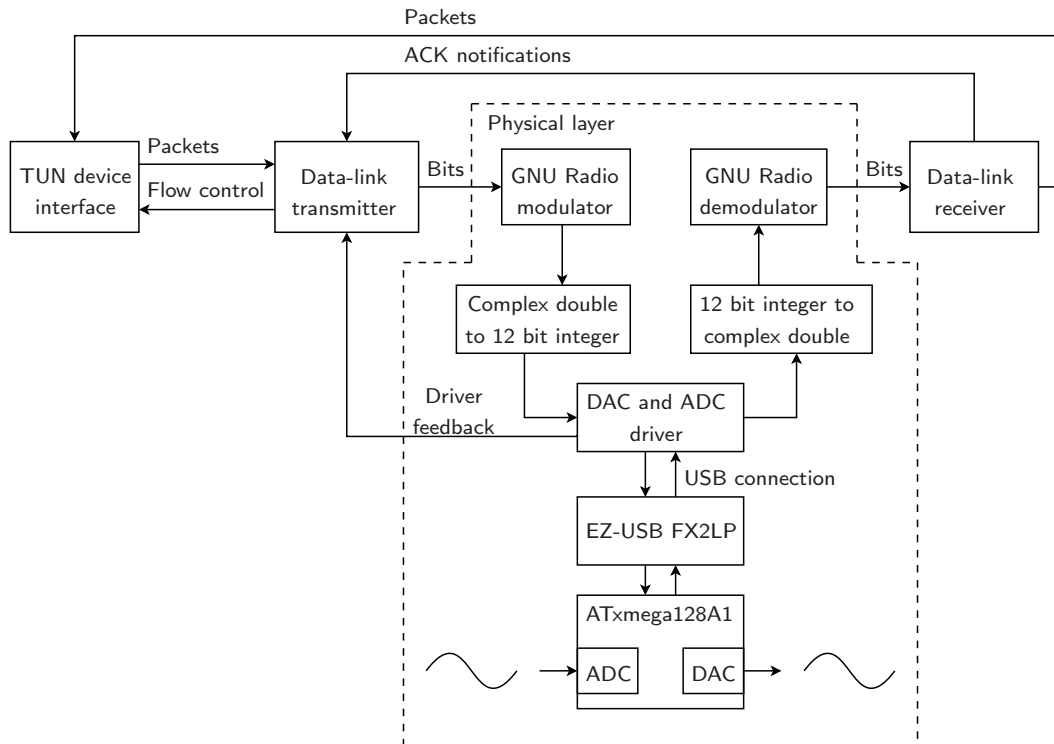 Packets
ACK notifications
Physical layer
Packets
Flow control
TUN device
interface
Data-link
transmitter
Bits
GNU Radio
modulator
GNU Radio
demodulator
Bits
Data-link
receiver
Complex double
to 12 bit integer
12 bit integer to
complex double
Driver
feedback
DAC and ADC
driver
USB connection
EZ-USB FX2LP
ATxmega128A1
ADC
DAC